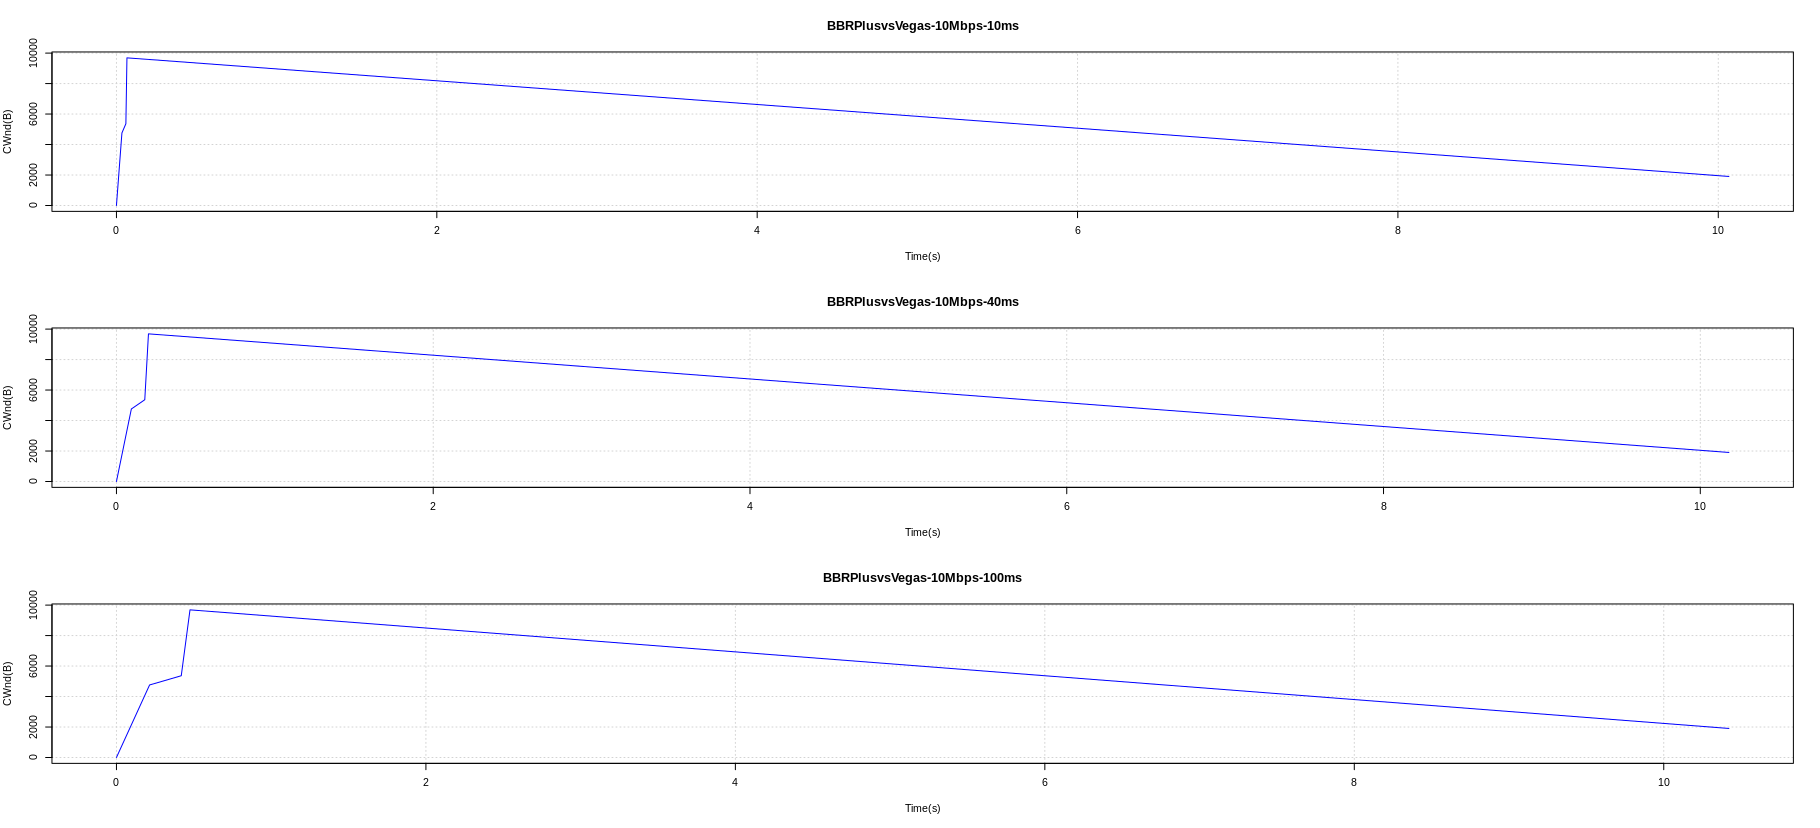 BBRPlusvsVegas-10Mbps-10ms
CWnd(B)
10000
6000
2000
0
0 2 4 6 8 10
Time(s)
BBRPlusvsVegas-10Mbps-40ms
CWnd(B)
10000
6000
2000
0
0 2 4 6 8 10
Time(s)
BBRPlusvsVegas-10Mbps-100ms
CWnd(B)
10000
6000
2000
0
0 2 4 6 8 10
Time(s)